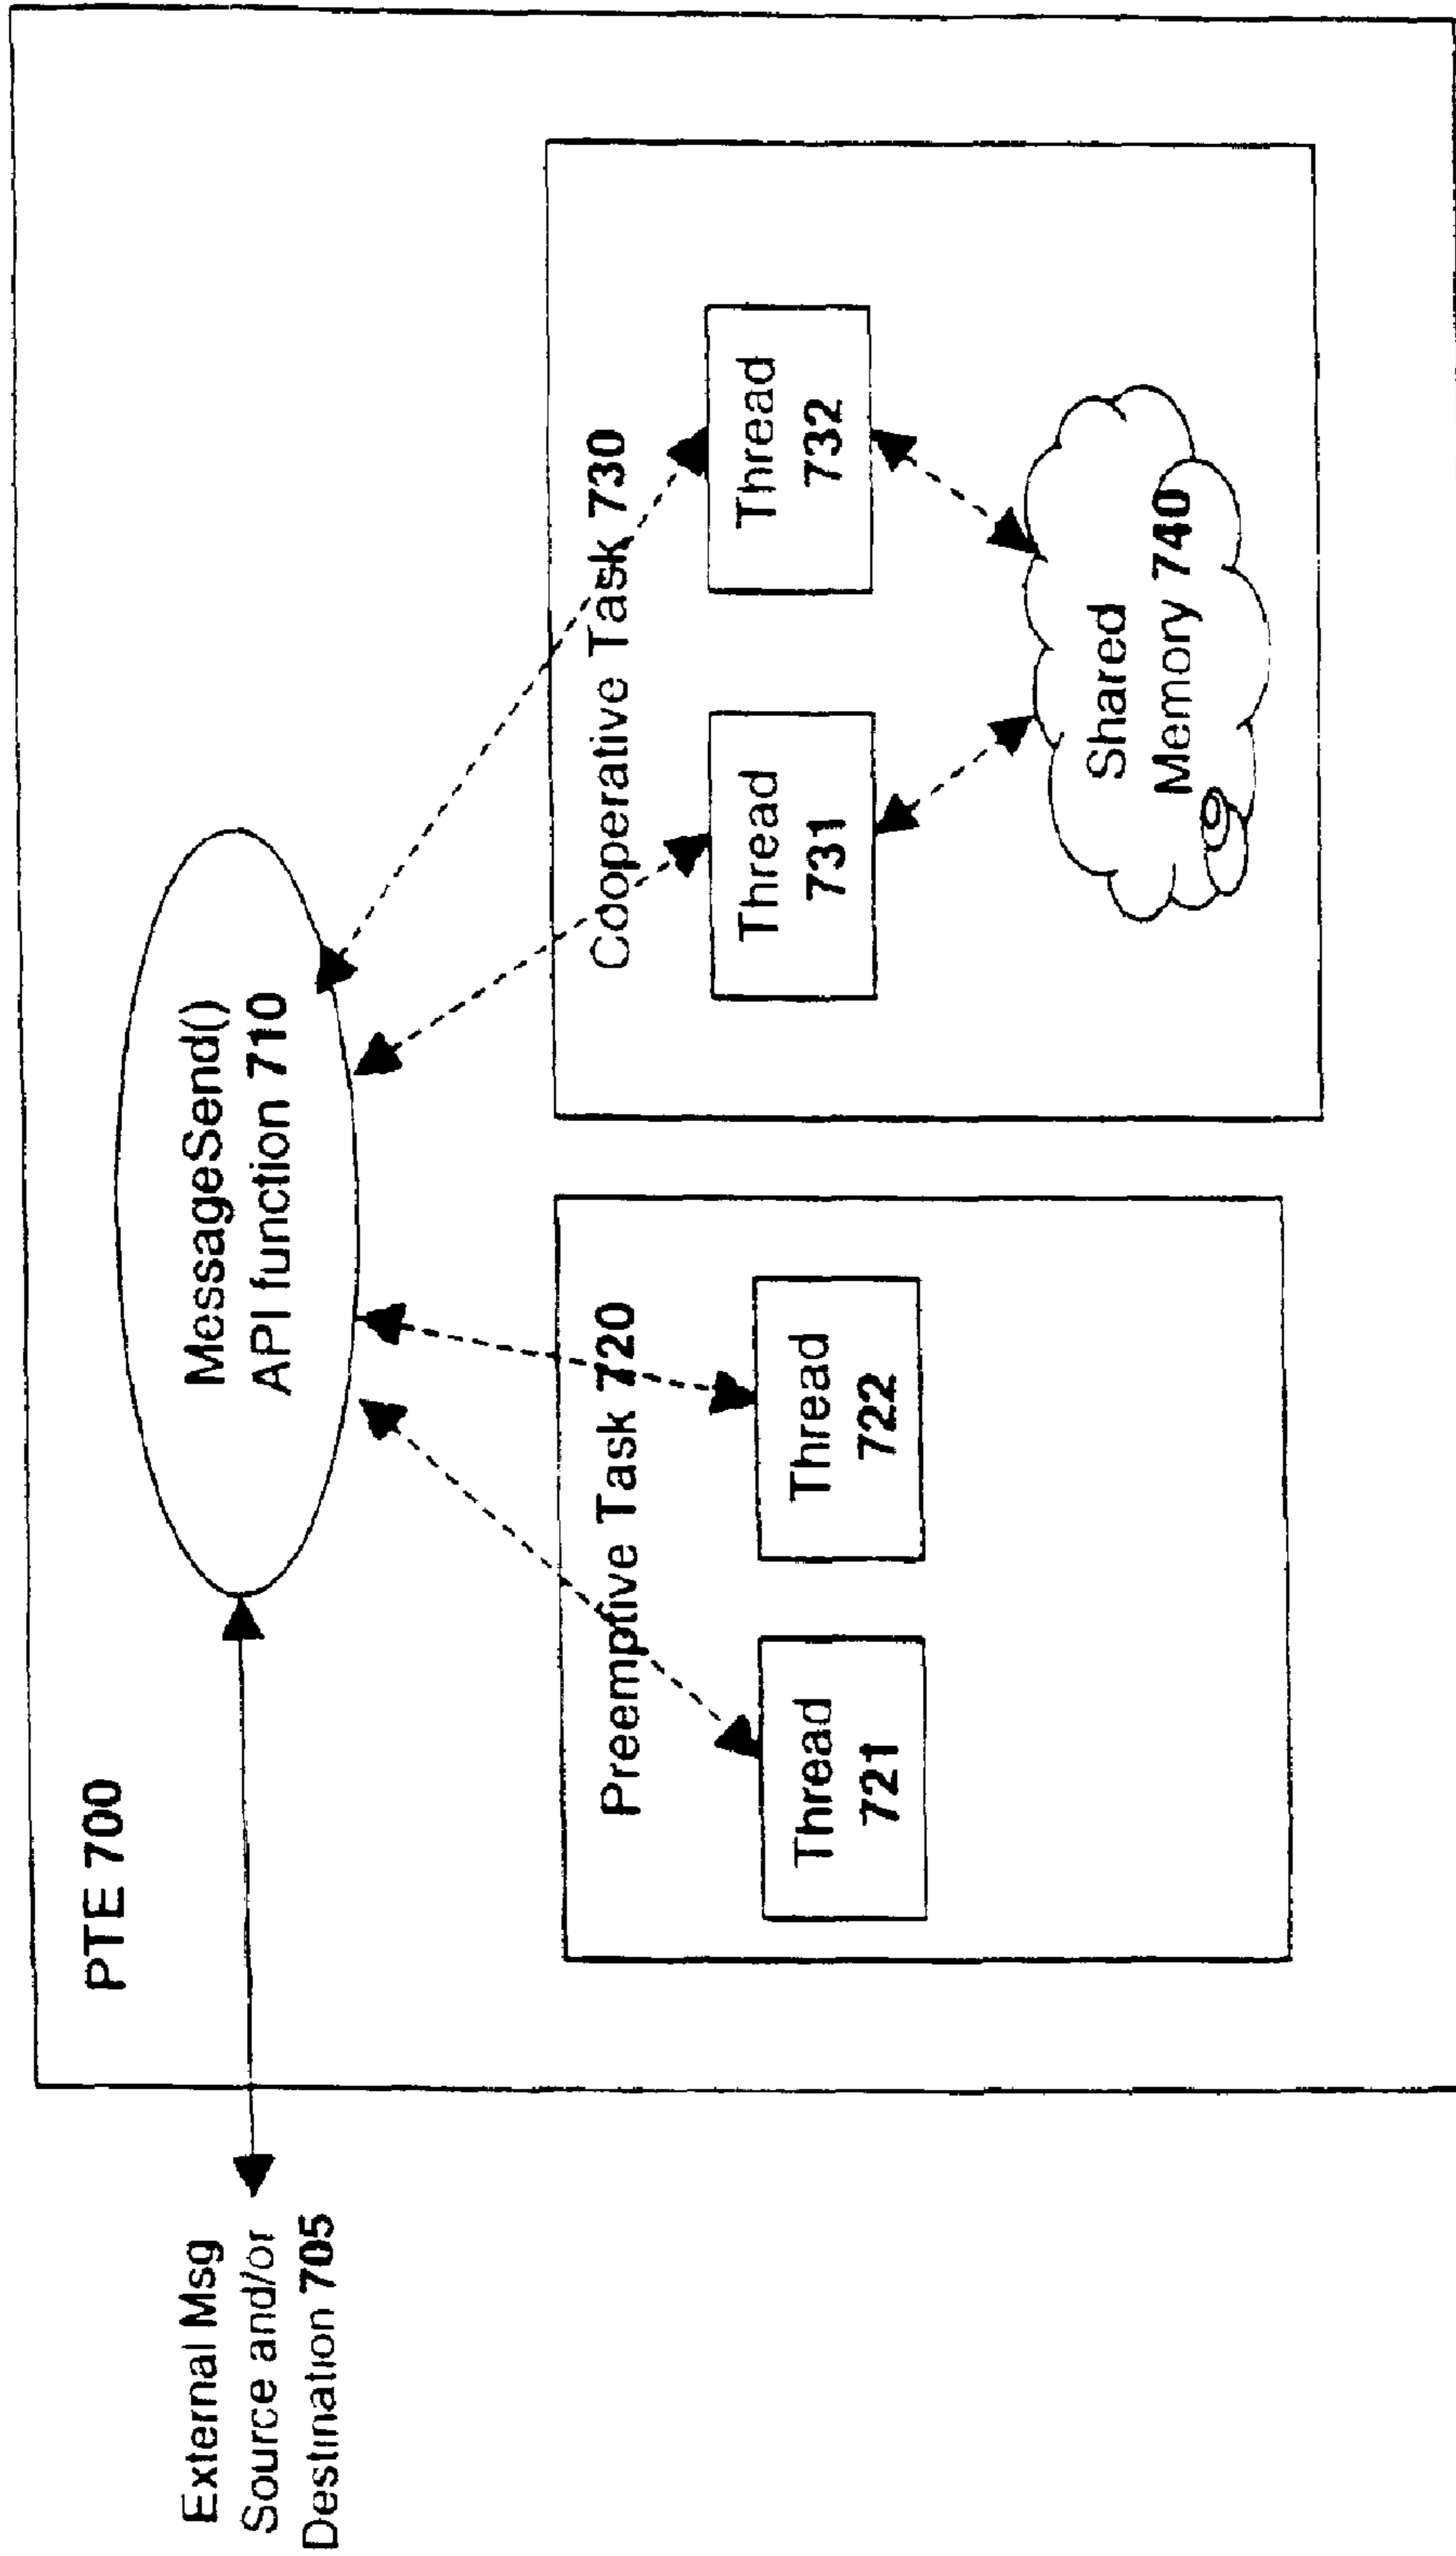 PTE 700
External Msg
Source and/or
Destination 705
MessageSend()
API function 710
Preemptive Task 720
Thread
721
Thread
722
Cooperative Task 730
Thread
731
Thread
732
Shared
Memory 740